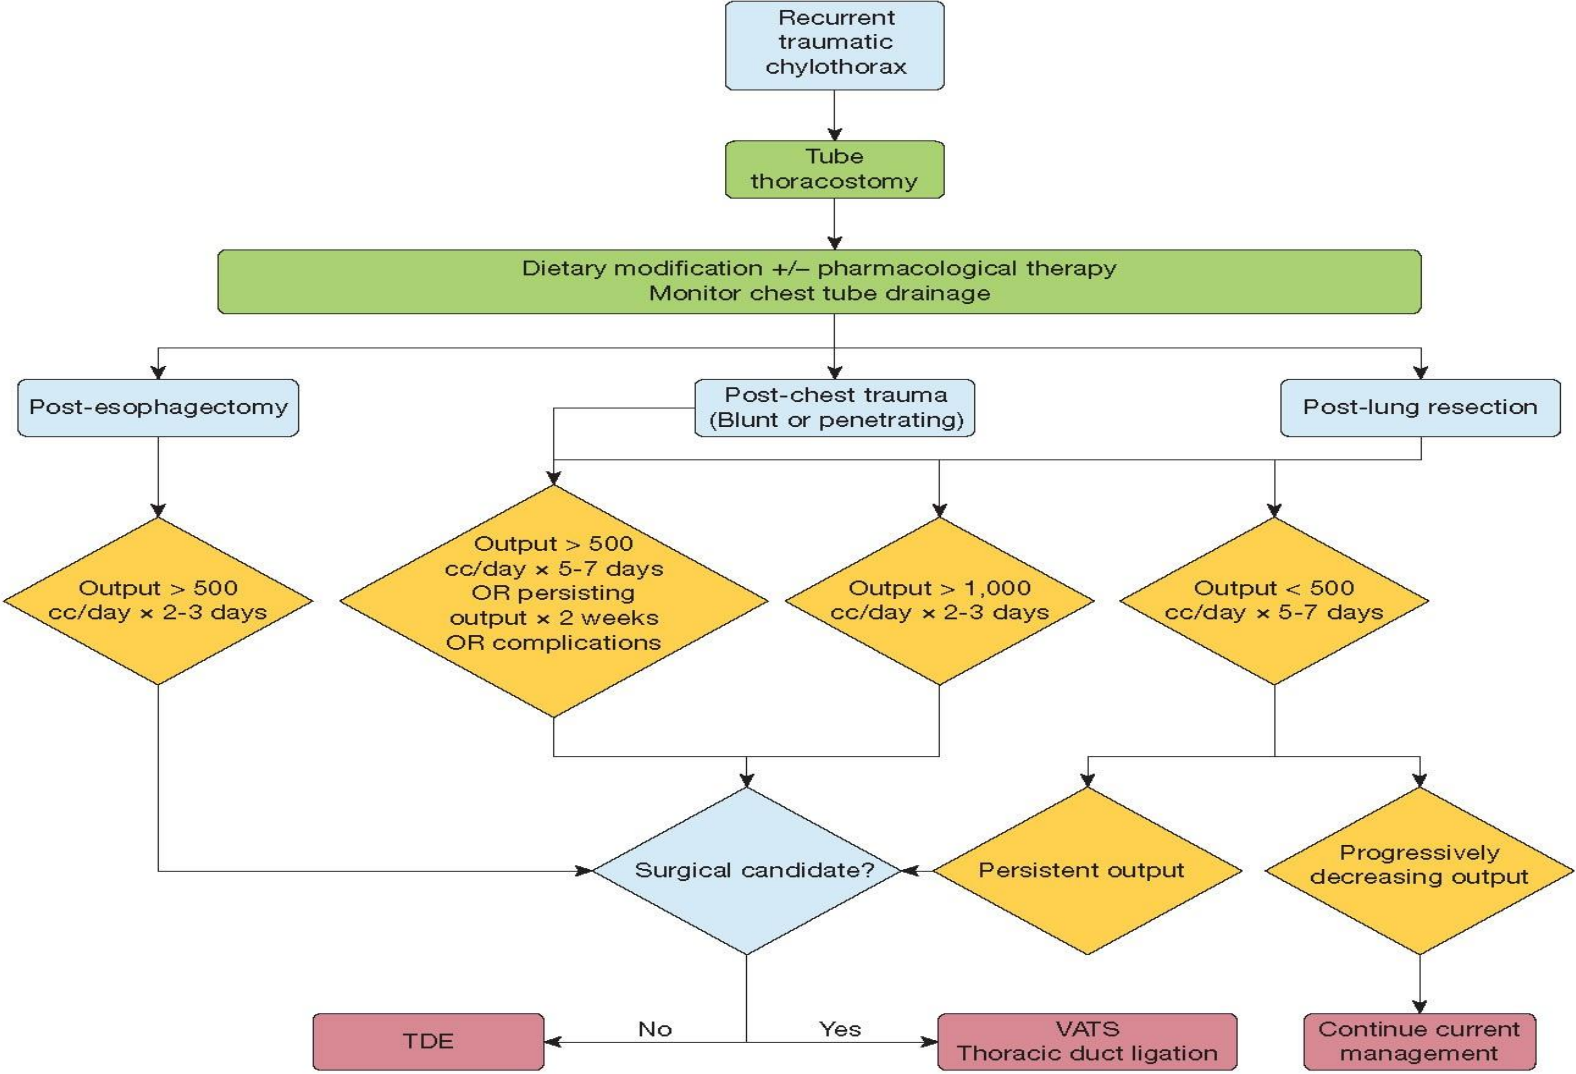 Recurrent
traumatic
chylothorax
Tube
thoracostomy
Dietary modification +/– pharmacological therapy
Monitor chest tube drainage
Post-esophagectomy
Post-chest trauma
(Blunt or penetrating)
Post-lung resection
Output > 500
cc/day × 2-3 days
Output > 500
cc/day × 5-7 days
OR persisting
output × 2 weeks
OR complications
Output > 1,000
cc/day × 2-3 days
Output < 500
cc/day × 5-7 days
Surgical candidate?
Persistent output
Progressively
decreasing output
No
Yes
TDE
VATS
Thoracic duct ligation
Continue current
management